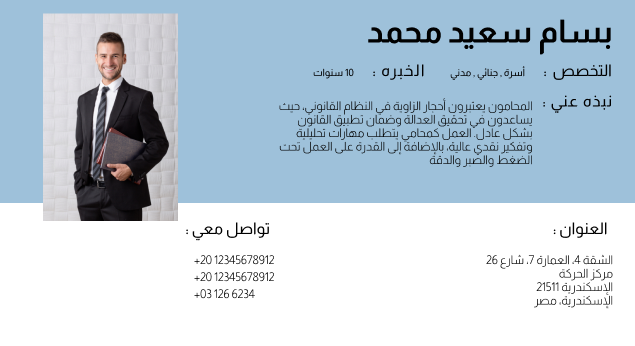 بسام سعيد محمد
التخصص : أسرة , جنائي , مدني الخبره : 10 سنوات
نبذه عني :
المحامون يعتبرون أحجار الزاوية في النظام القانوني، حيث
يساعدون في تحقيق العدالة وضمان تطبيق القانون
بشكل عادل. العمل كمحامي يتطلب مهارات تحليلية
وتفكير نقدي عالية، بالإضافة إلى القدرة على العمل تحت
الضغط والصبر والدقة
العنوان :
الشقة 4، العمارة 7، شارع 26
مركز الحركة
الإسكندرية 21511
الإسكندرية، مصر
تواصل معي :
+20 12345678912
+20 12345678912
+03 126 6234